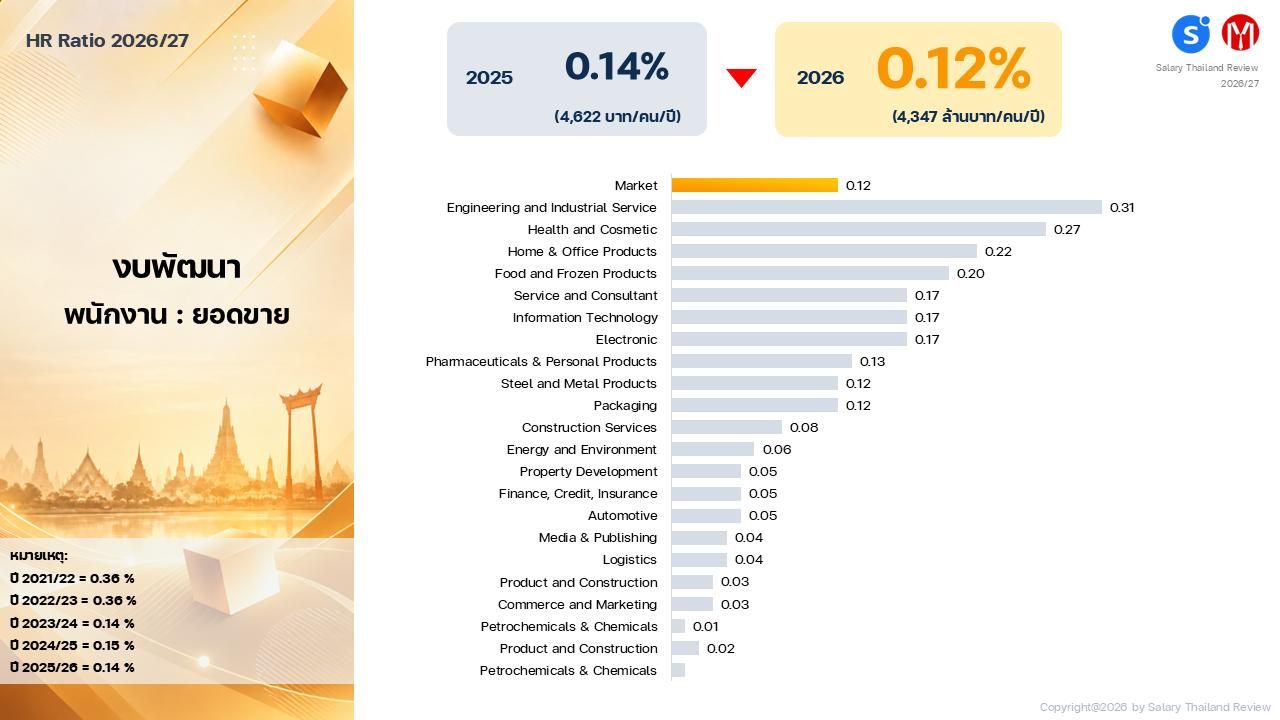 HR Ratio 2026/27
งบพัฒนา
พนักงาน : ยอดขาย
หมายเหตุ:
ปี 2021/22 = 0.36 %
ปี 2022/23 = 0.36 %
ปี 2023/24 = 0.14 %
ปี 2024/25 = 0.15 %
ปี 2025/26 = 0.14 %
2025 0.14%
(4,622 บาท/คน/ปี)
2026 0.12%
(4,347 ล้านบาท/คน/ปี)
S
Salary Thailand Review
2026/27
Market 0.12
Engineering and Industrial Service 0.31
Health and Cosmetic 0.27
Home & Office Products 0.22
Food and Frozen Products 0.20
Service and Consultant 0.17
Information Technology 0.17
Electronic 0.17
Pharmaceuticals & Personal Products 0.13
Steel and Metal Products 0.12
Packaging 0.12
Construction Services 0.08
Energy and Environment 0.06
Property Development 0.05
Finance, Credit, Insurance 0.05
Automotive 0.05
Media & Publishing 0.04
Logistics 0.04
Product and Construction 0.03
Commerce and Marketing 0.03
Petrochemicals & Chemicals 0.01
Product and Construction 0.02
Petrochemicals & Chemicals
Copyright@2026 by Salary Thailand Review